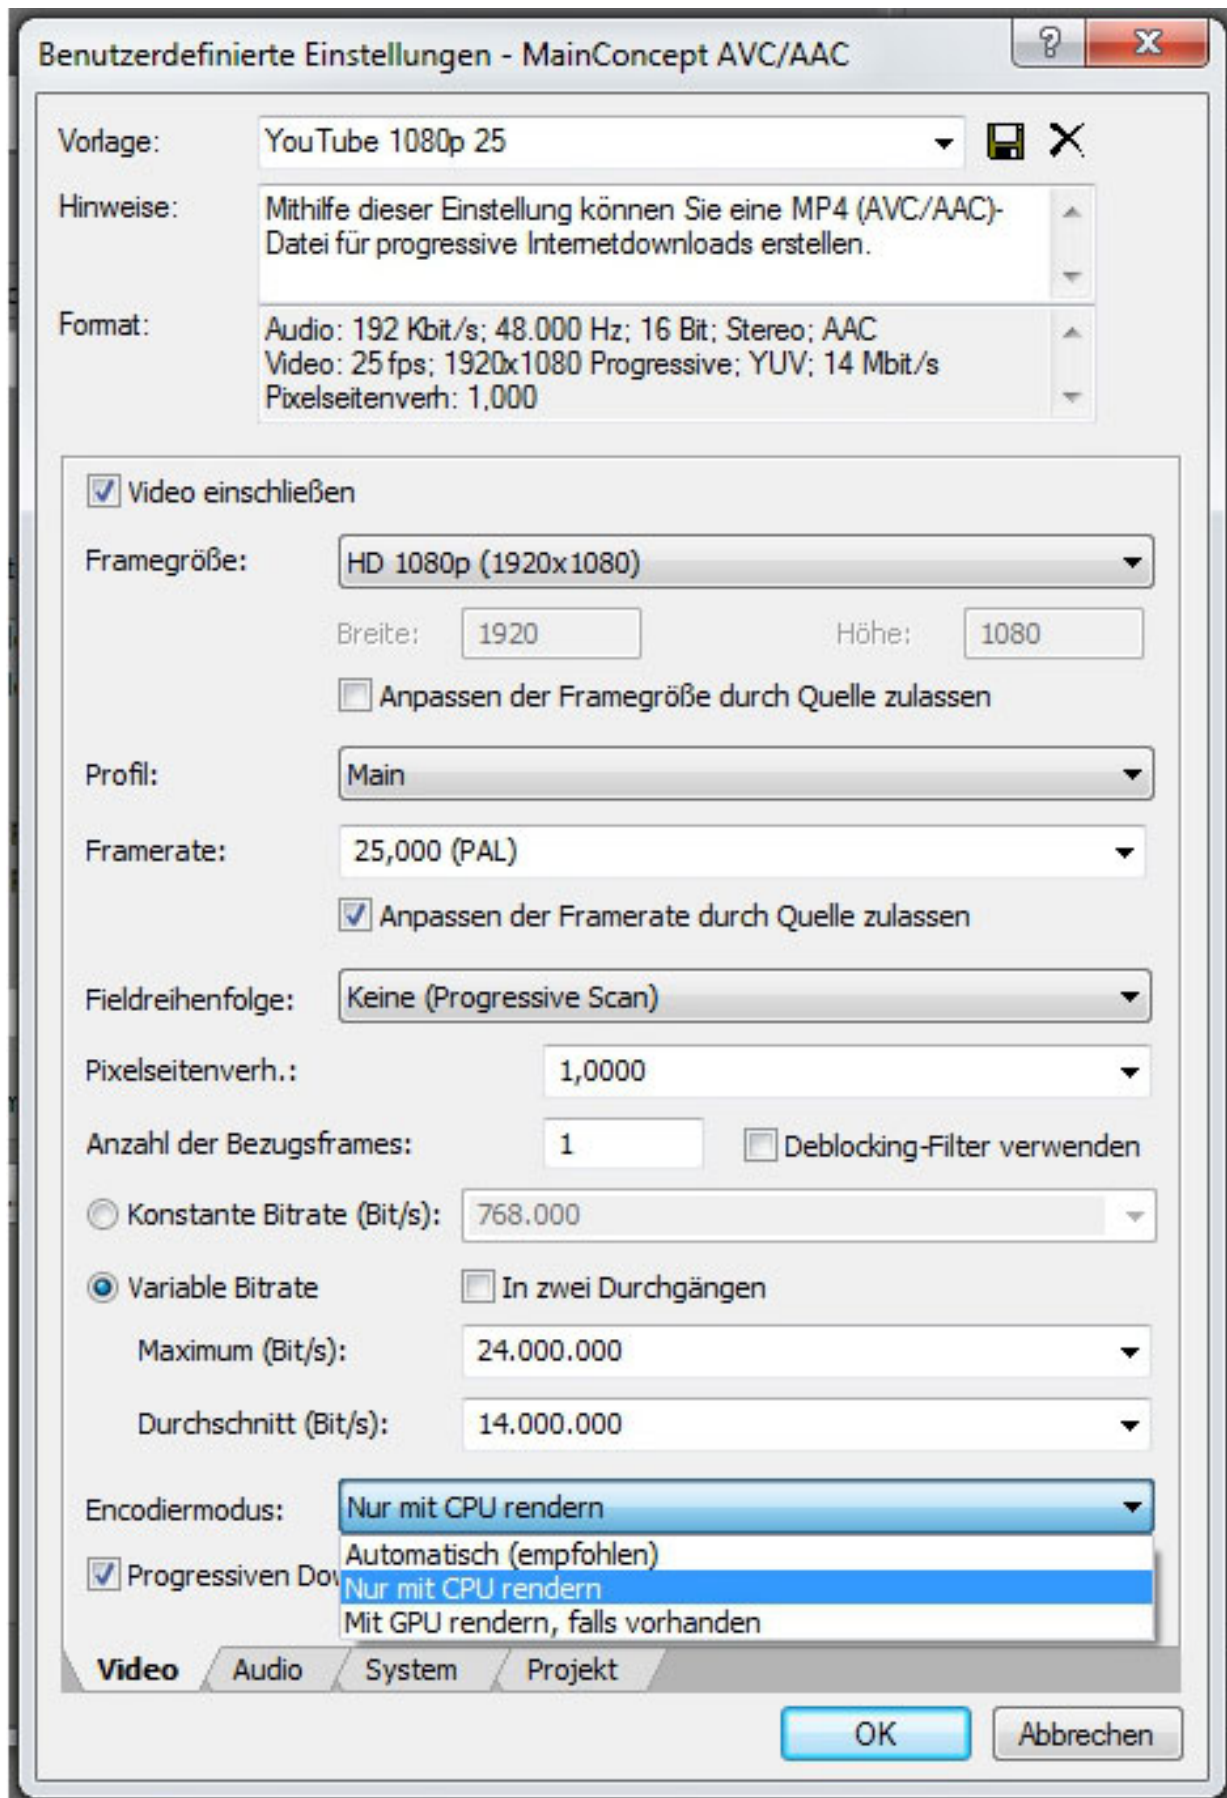 Benutzerdefinierte Einstellungen - MainConcept AVC/AAC
Vorlage: YouTube 1080p 25
Hinweise: Mithilfe dieser Einstellung können Sie eine MP4 (AVC/AAC)-
Datei für progressive Internetdownloads erstellen.
Format: Audio: 192 Kbit/s; 48.000 Hz; 16 Bit; Stereo; AAC
Video: 25 fps; 1920x1080 Progressive; YUV; 14 Mbit/s
Pixelseitenverh: 1,000
Video einschließen
Framegröße: HD 1080p (1920x1080)
Breite: 1920 Höhe: 1080
Anpassen der Framegröße durch Quelle zulassen
Profil: Main
Framerate: 25,000 (PAL)
Anpassen der Framerate durch Quelle zulassen
Fieldreihenfolge: Keine (Progressive Scan)
Pixelseitenverh.: 1,0000
Anzahl der Bezugsframes: 1 Deblocking-Filter verwenden
Konstante Bitrate (Bit/s): 768.000
Variable Bitrate In zwei Durchgängen
Maximum (Bit/s): 24.000.000
Durchschnitt (Bit/s): 14.000.000
Encodiermodus: Nur mit CPU rendern
Automatisch (empfohlen)
Progressiven Dow Nur mit CPU rendern
Mit GPU rendern, falls vorhanden
Video Audio System Projekt
OK Abbrechen